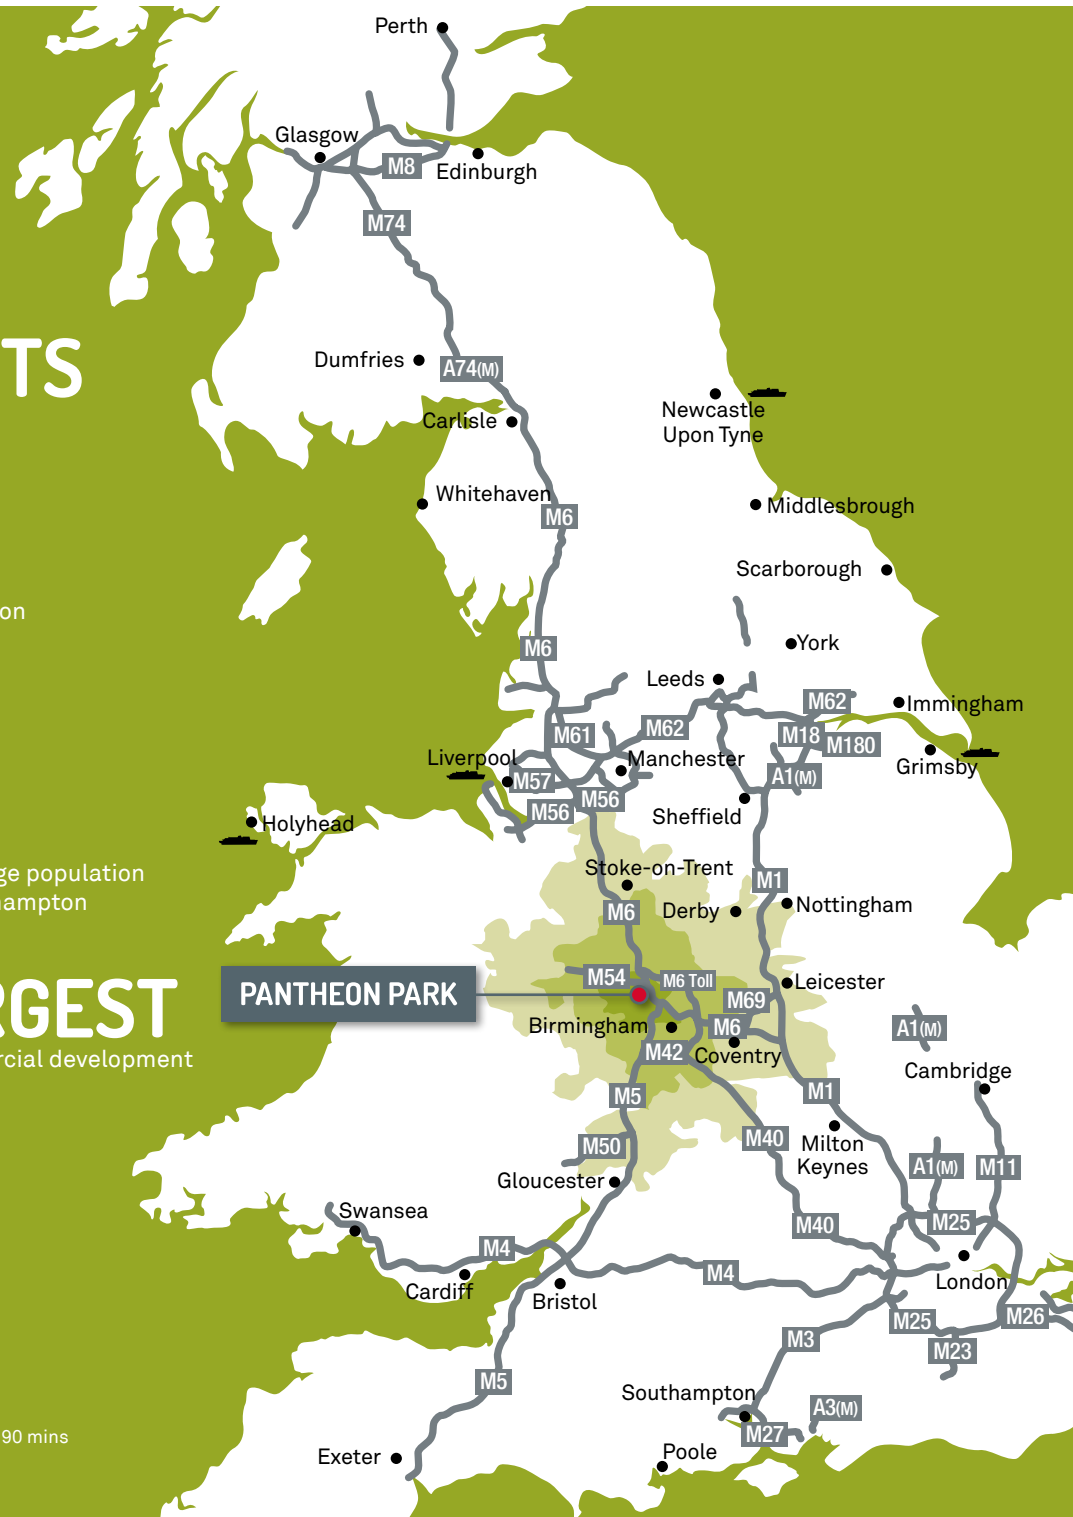 Perth
Glasgow
M8
Edinburgh
M74
TS
Dumfries
A74(M)
Carlisle
Newcastle
Upon Tyne
Whitehaven
M6
Middlesbrough
Scarborough
on
M6
York
Leeds
M62
Immingham
M61
M62
M18
M180
Liverpool
Manchester
Grimsby
M57
A1(M)
M56
M56
Sheffield
Holyhead
ge population
Stoke-on-Trent
M1
hampton
M6
Derby
Nottingham
RGEST
PANTHEON PARK
M54
M6 Toll
Leicester
M69
Birmingham
M6
A1(M)
rcial development
M42
Coventry
Cambridge
M5
M1
M50
M40
Milton
Keynes
A1(M)
M11
Gloucester
Swansea
M40
M25
M4
M4
Cardiff
Bristol
London
M25
M26
M3
M23
M5
Southampton
A3(M)
90 mins
M27
Exeter
Poole